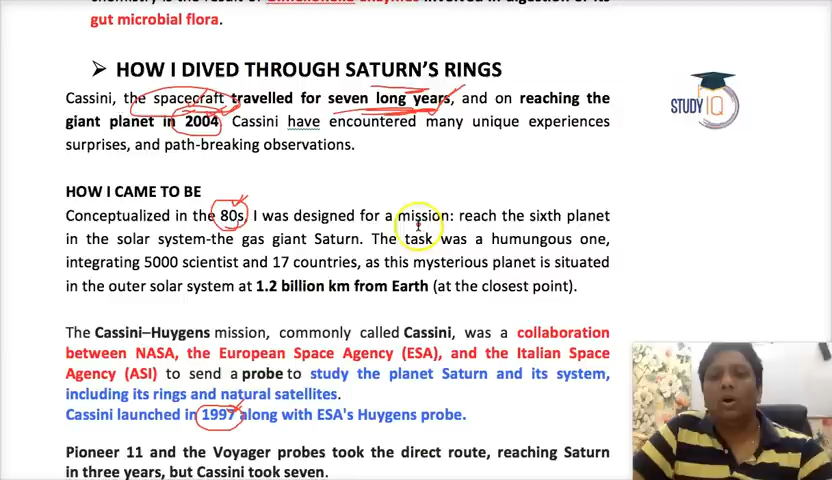 gut microbial flora.
➢ HOW I DIVED THROUGH SATURN'S RINGS
Cassini, the spacecraft travelled for seven long years, and on reaching the
giant planet in 2004 Cassini have encountered many unique experiences
surprises, and path-breaking observations.
STUDY IQ
HOW I CAME TO BE
Conceptualized in the 80s, I was designed for a mission: reach the sixth planet
in the solar system-the gas giant Saturn. The task was a humungous one,
integrating 5000 scientist and 17 countries, as this mysterious planet is situated
in the outer solar system at 1.2 billion km from Earth (at the closest point).
The Cassini–Huygens mission, commonly called Cassini, was a collaboration
between NASA, the European Space Agency (ESA), and the Italian Space
Agency (ASI) to send a probe to study the planet Saturn and its system,
including its rings and natural satellites.
Cassini launched in 1997 along with ESA's Huygens probe.
Pioneer 11 and the Voyager probes took the direct route, reaching Saturn
in three years, but Cassini took seven.